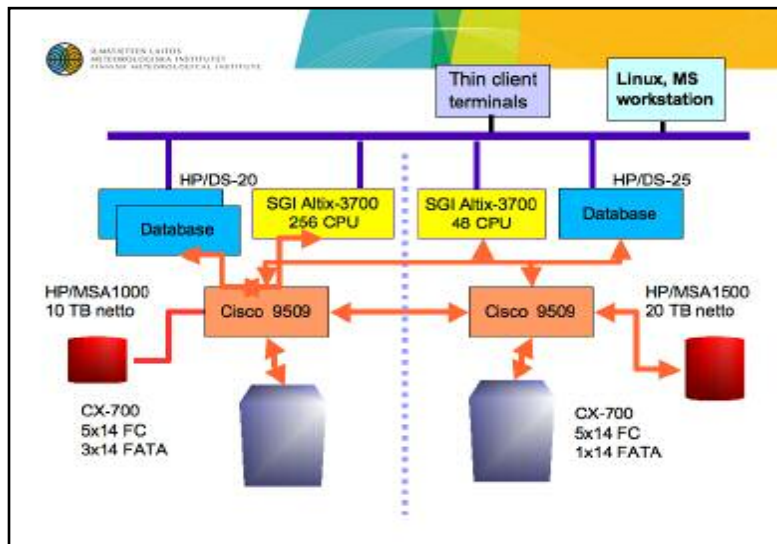 ILMATIETEEN LAITOS
METEOROLOGISKA INSTITUTET
FINNISH METEOROLOGICAL INSTITUTE
Thin client
terminals
Linux, MS
workstation
HP/DS-20
HP/DS-25
Database
SGI Altix-3700
256 CPU
SGI Altix-3700
48 CPU
Database
HP/MSA1000
10 TB netto
Cisco 9509
Cisco 9509
HP/MSA1500
20 TB netto
CX-700
5x14 FC
3x14 FATA
CX-700
5x14 FC
1x14 FATA